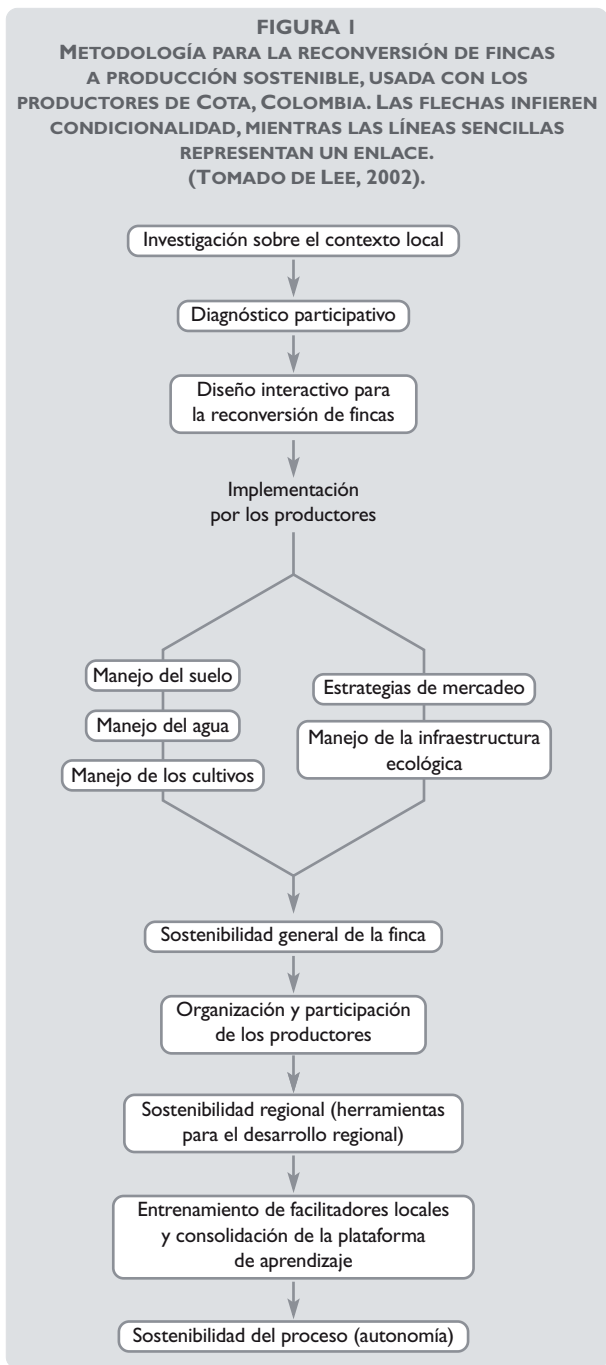 FIGURA 1
METODOLOGÍA PARA LA RECONVERSIÓN DE FINCAS
A PRODUCCIÓN SOSTENIBLE, USADA CON LOS
PRODUCTORES DE COTA, COLOMBIA. LAS FLECHAS INFIEREN
CONDICIONALIDAD, MIENTRAS LAS LÍNEAS SENCILLAS
REPRESENTAN UN ENLACE.
(TOMADO DE LEE, 2002).
Investigación sobre el contexto local
Diagnóstico participativo
Diseño interactivo para
la reconversión de fincas
Implementación
por los productores
Manejo del suelo
Manejo del agua
Manejo de los cultivos
Estrategias de mercadeo
Manejo de la infraestructura
ecológica
Sostenibilidad general de la finca
Organización y participación
de los productores
Sostenibilidad regional (herramientas
para el desarrollo regional)
Entrenamiento de facilitadores locales
y consolidación de la plataforma
de aprendizaje
Sostenibilidad del proceso (autonomía)